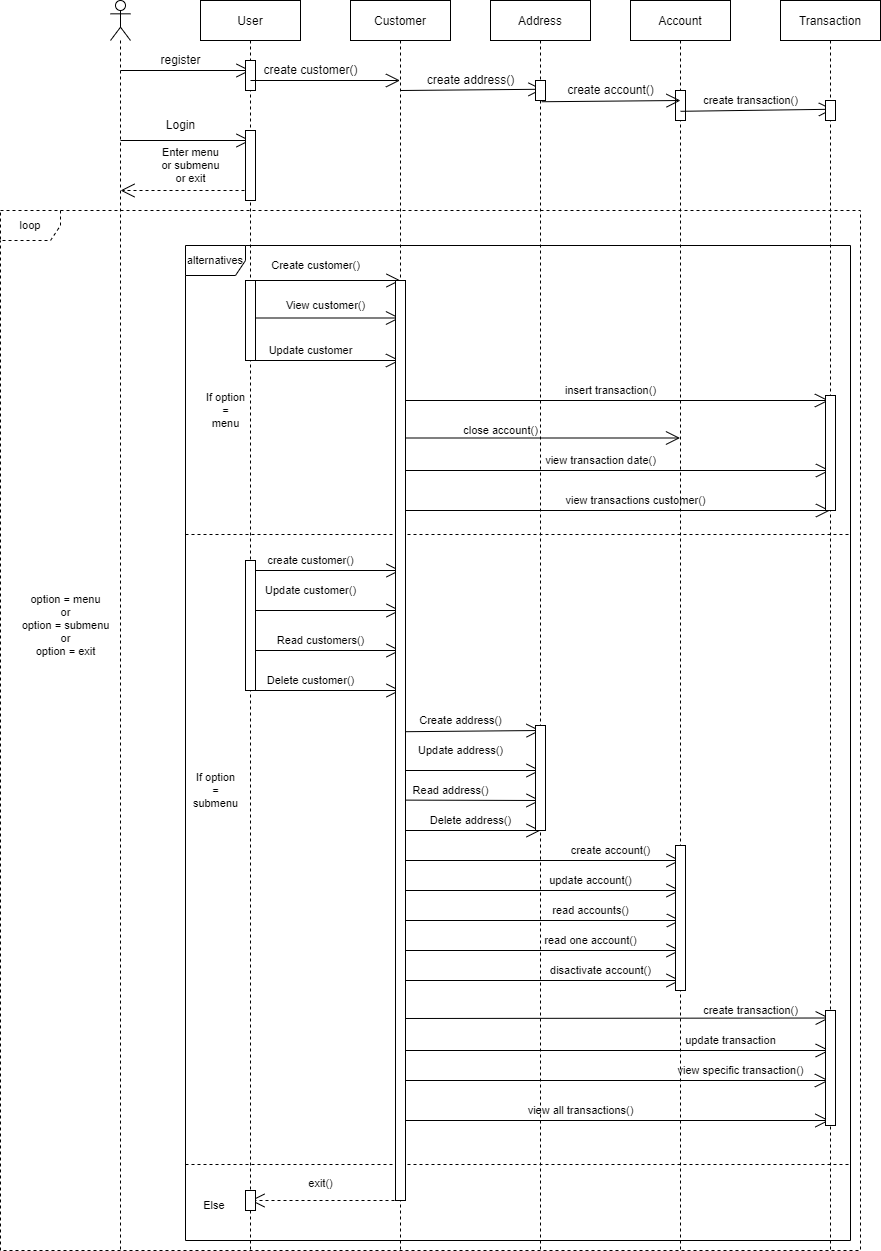 User
Customer
Address
Account
Transaction
register
create customer()
create address()
create account()
create transaction()
Login
Enter menu
or submenu
or exit
loop
alternatives
Create customer()
View customer()
Update customer
If option
=
menu
insert transaction()
close account()
view transaction date()
view transactions customer()
option = menu
or
option = submenu
or
option = exit
create customer()
Update customer()
Read customers()
Delete customer()
If option
=
submenu
Create address()
Update address()
Read address()
Delete address()
create account()
update account()
read accounts()
read one account()
disactivate account()
create transaction()
update transaction
view specific transaction()
view all transactions()
exit()
Else